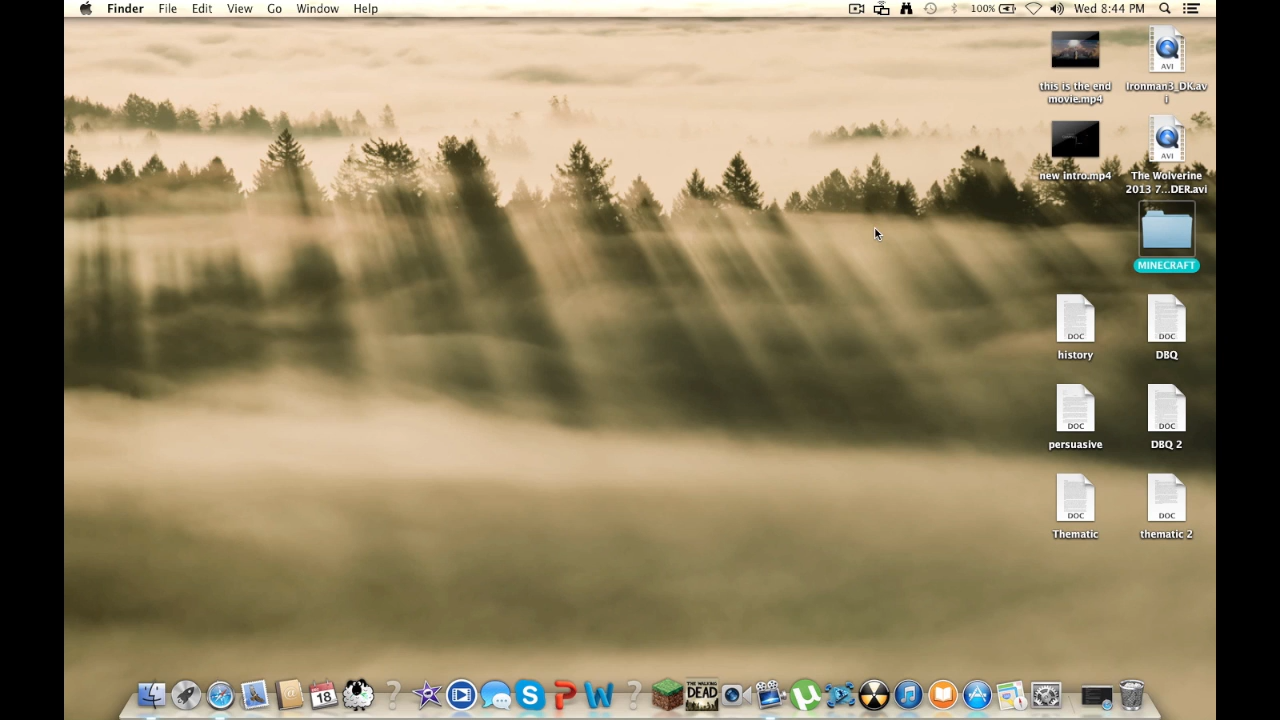 Finder File Edit View Go Window Help 100% Wed 8:44 PM
this is the end
movie.mp4
Ironman3_DK.av
i
new intro.mp4
The Wolverine
2013 7...DER.avi
MINECRAFT
history
DBQ
persuasive
DBQ 2
Thematic
thematic 2
AVI
AVI
DOC
DOC
DOC
DOC
DOC
DOC
18
THE WALKING
DEAD